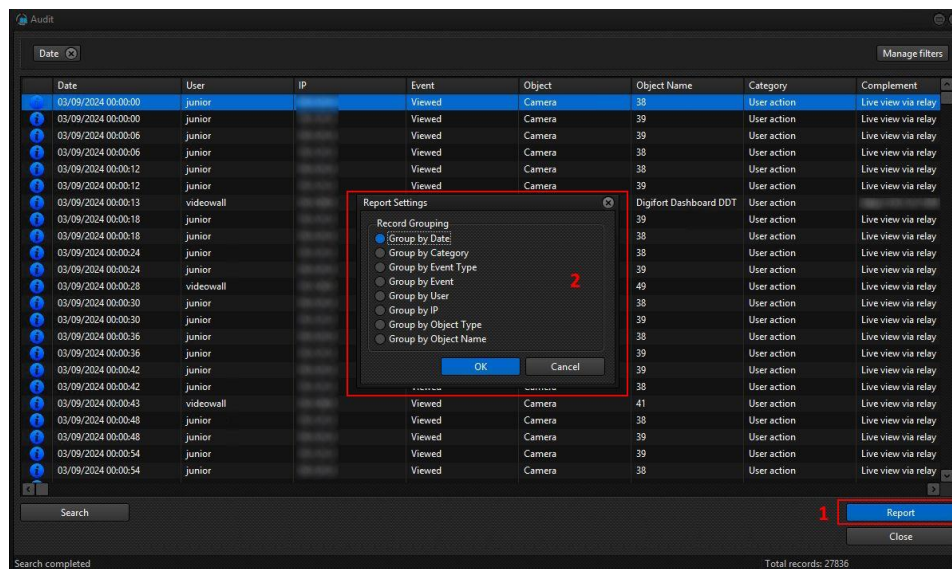 Audit
Date
Manage filters
Date User IP Event Object Object Name Category Complement
03/09/2024 00:00:00 junior Viewed Camera 38 User action Live view via relay
03/09/2024 00:00:00 junior Viewed Camera 39 User action Live view via relay
03/09/2024 00:00:06 junior Viewed Camera 39 User action Live view via relay
03/09/2024 00:00:06 junior Viewed Camera 38 User action Live view via relay
03/09/2024 00:00:12 junior Viewed Camera 38 User action Live view via relay
03/09/2024 00:00:12 junior Viewed Camera 39 User action Live view via relay
03/09/2024 00:00:13 videowall Digifort Dashboard DDT User action
03/09/2024 00:00:18 junior 39 User action Live view via relay
03/09/2024 00:00:18 junior 38 User action Live view via relay
03/09/2024 00:00:24 junior 38 User action Live view via relay
03/09/2024 00:00:24 junior 39 User action Live view via relay
03/09/2024 00:00:28 videowall 49 User action Live view via relay
03/09/2024 00:00:30 junior 38 User action Live view via relay
03/09/2024 00:00:30 junior 39 User action Live view via relay
03/09/2024 00:00:36 junior 38 User action Live view via relay
03/09/2024 00:00:36 junior 39 User action Live view via relay
03/09/2024 00:00:42 junior 39 User action Live view via relay
03/09/2024 00:00:42 junior 38 User action Live view via relay
03/09/2024 00:00:43 videowall Viewed Camera 41 User action Live view via relay
03/09/2024 00:00:48 junior Viewed Camera 38 User action Live view via relay
03/09/2024 00:00:48 junior Viewed Camera 39 User action Live view via relay
03/09/2024 00:00:54 junior Viewed Camera 39 User action Live view via relay
03/09/2024 00:00:54 junior Viewed Camera 38 User action Live view via relay
Report Settings
Record Grouping
Group by Date
Group by Category
Group by Event Type
Group by Event
Group by User
Group by IP
Group by Object Type
Group by Object Name
2
OK Cancel
Search
1 Report
Close
Search completed
Total records: 27836